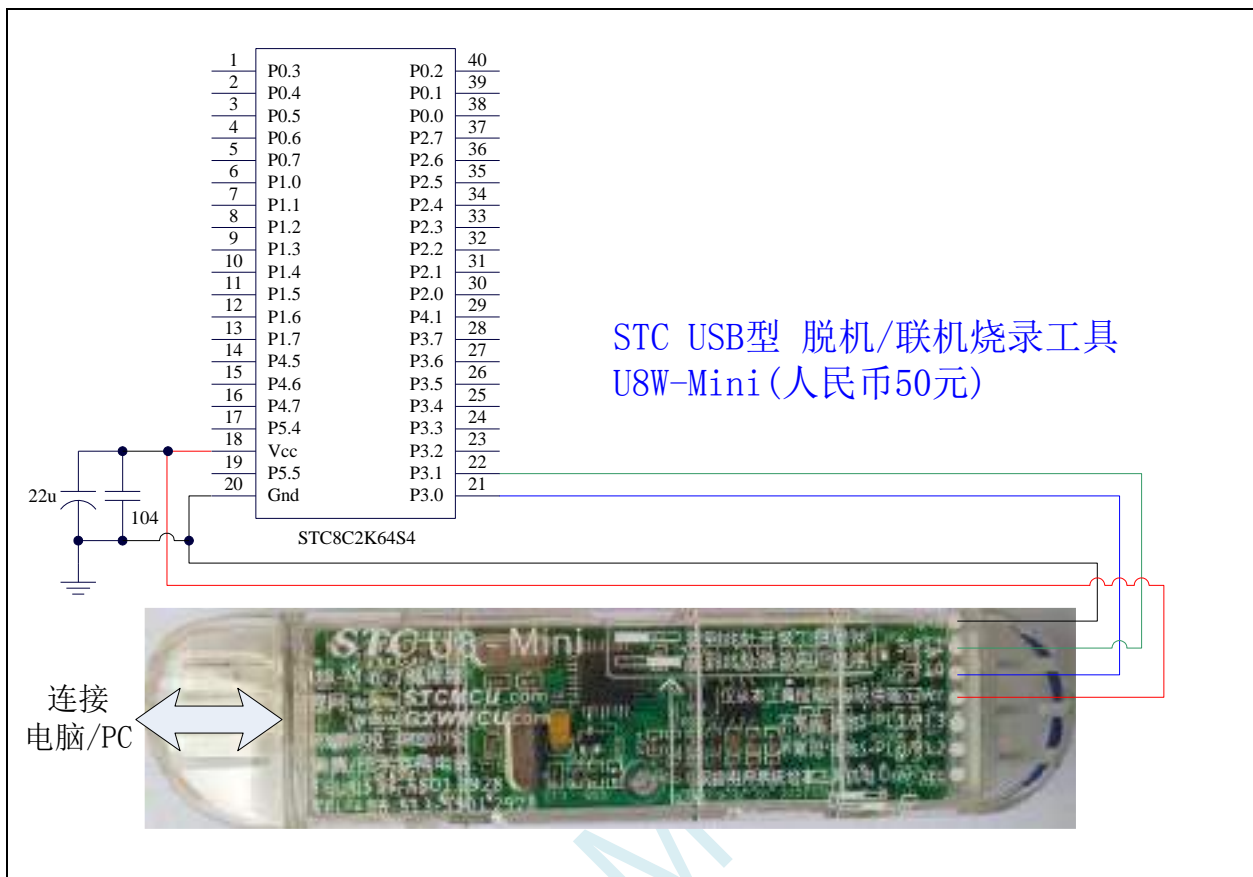 1 P0.3 P0.2 40
2 P0.4 P0.1 39
3 P0.5 P0.0 38
4 P0.6 P2.7 37
5 P0.7 P2.6 36
6 P1.0 P2.5 35
7 P1.1 P2.4 34
8 P1.2 P2.3 33
9 P1.3 P2.2 32
10 P1.4 P2.1 31
11 P1.5 P2.0 30
12 P1.6 P4.1 29
13 P1.7 P3.7 28
14 P4.5 P3.6 27
15 P4.6 P3.5 26
16 P4.7 P3.4 25
17 P5.4 P3.3 24
18 Vcc P3.2 23
19 P5.5 P3.1 22
20 Gnd P3.0 21
22u
104
STC8C2K64S4
STC USB型 脱机/联机烧录工具
U8W-Mini(人民币50元)
STC-U8-Mini
STCMCU.com
www.GXWMCU.com
连接
电脑/PC